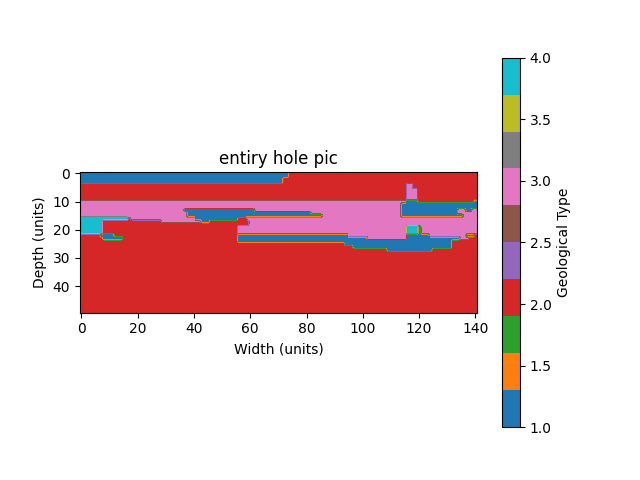 entiry hole pic
Depth (units)
0
10
20
30
40
0 20 40 60 80 100 120 140
Width (units)
4.0
3.5
3.0
2.5
2.0
1.5
1.0
Geological Type